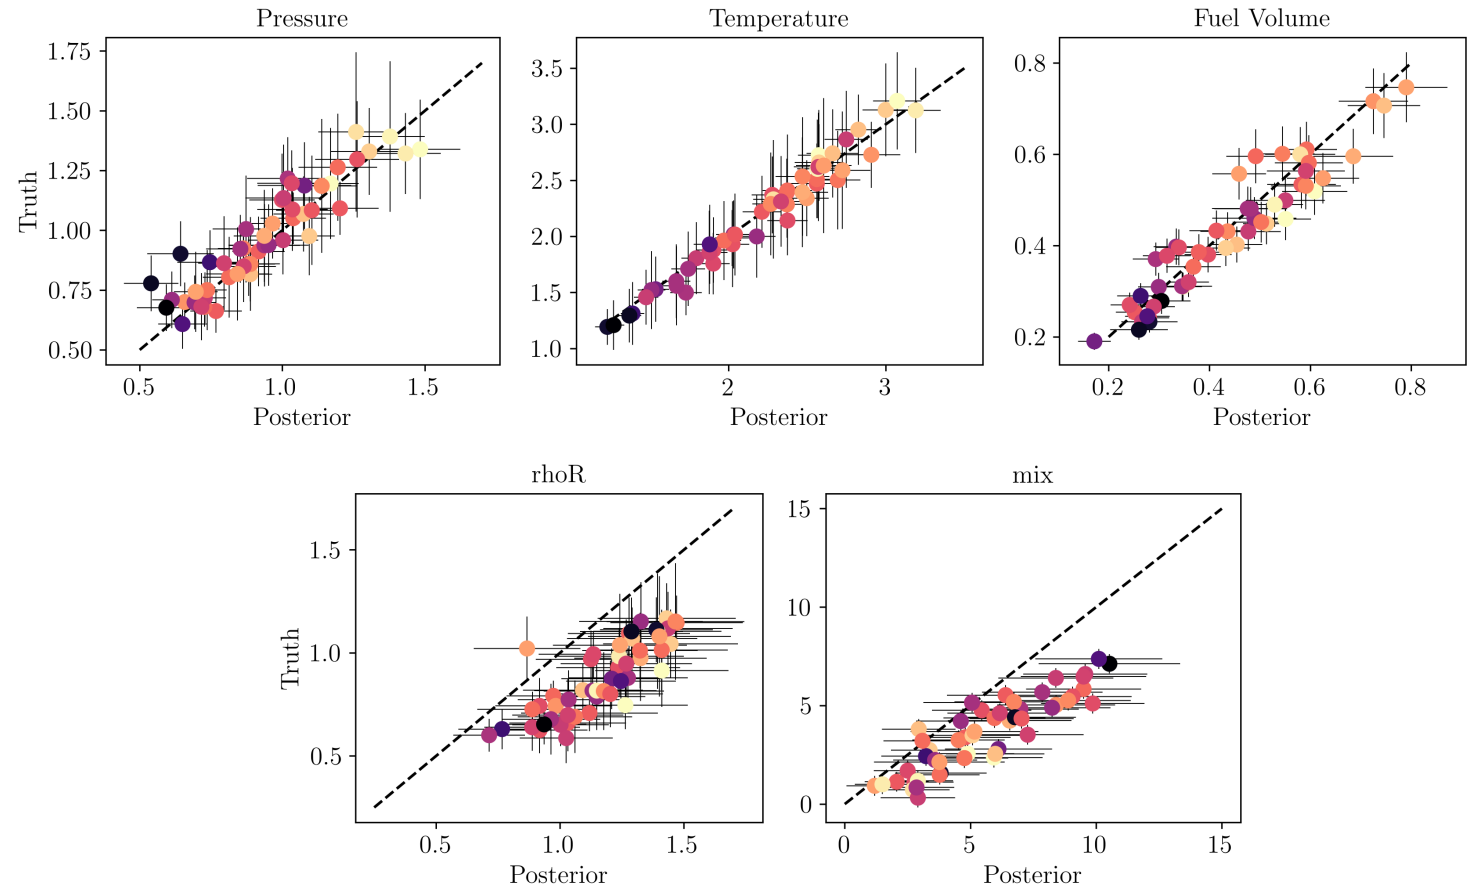 Pressure Temperature Fuel Volume
1.75 3.5 0.8
1.50 3.0
1.25 2.5 0.6
Truth
1.00 2.0 0.4
0.75 1.5
0.50 1.0 0.2
0.5 1.0 1.5 2 3 0.2 0.4 0.6 0.8
Posterior Posterior Posterior
rhoR mix
1.5 15
10
1.0
Truth
5
0.5
0
0.5 1.0 1.5 0 5 10 15
Posterior Posterior